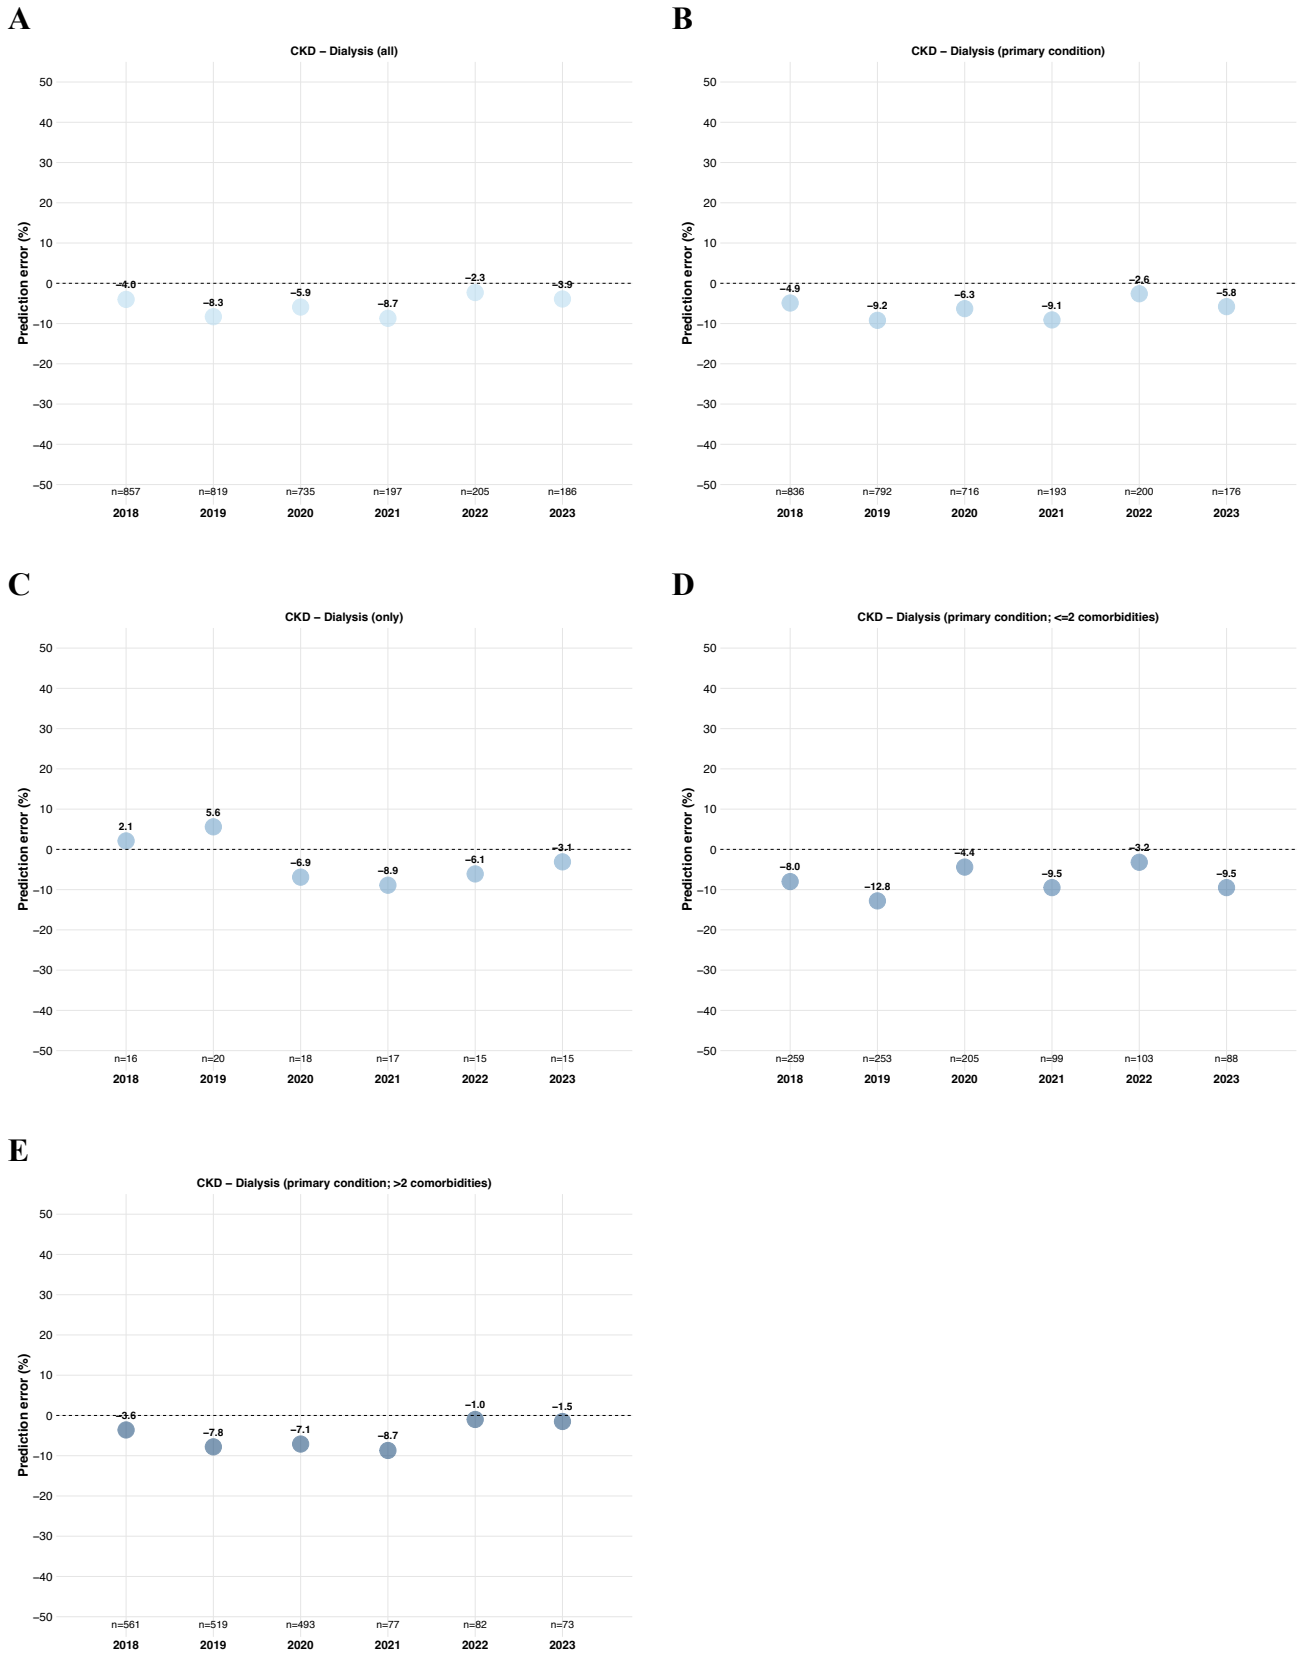 A
CKD – Dialysis (all)
Prediction error (%)
50
40
30
20
10
0
−10
−20
−30
−40
−50
−4.0
−8.3
−5.9
−8.7
−2.3
−3.9
n=857
n=819
n=735
n=197
n=205
n=186
2018
2019
2020
2021
2022
2023
B
CKD – Dialysis (primary condition)
Prediction error (%)
50
40
30
20
10
0
−10
−20
−30
−40
−50
−4.9
−9.2
−6.3
−9.1
−2.6
−5.8
n=836
n=792
n=716
n=193
n=200
n=176
2018
2019
2020
2021
2022
2023
C
CKD – Dialysis (only)
Prediction error (%)
50
40
30
20
10
0
−10
−20
−30
−40
−50
2.1
5.6
−6.9
−8.9
−6.1
−3.1
n=16
n=20
n=18
n=17
n=15
n=15
2018
2019
2020
2021
2022
2023
D
CKD – Dialysis (primary condition; <=2 comorbidities)
Prediction error (%)
50
40
30
20
10
0
−10
−20
−30
−40
−50
−8.0
−12.8
−4.4
−9.5
−3.2
−9.5
n=259
n=253
n=205
n=99
n=103
n=88
2018
2019
2020
2021
2022
2023
E
CKD – Dialysis (primary condition; >2 comorbidities)
Prediction error (%)
50
40
30
20
10
0
−10
−20
−30
−40
−50
−3.6
−7.8
−7.1
−8.7
−1.0
−1.5
n=561
n=519
n=493
n=77
n=82
n=73
2018
2019
2020
2021
2022
2023